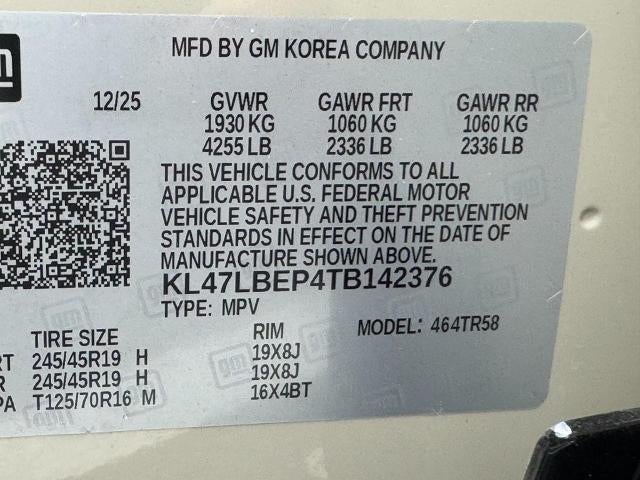 gm
MFD BY GM KOREA COMPANY
12/25 GVWR GAWR FRT GAWR RR
1930 KG 1060 KG 1060 KG
4255 LB 2336 LB 2336 LB
THIS VEHICLE CONFORMS TO ALL
APPLICABLE U.S. FEDERAL MOTOR
VEHICLE SAFETY AND THEFT PREVENTION
STANDARDS IN EFFECT ON THE DATE OF
MANUFACTURE SHOWN ABOVE.
KL47LBEP4TB142376
TYPE: MPV
MODEL: 464TR58
TIRE SIZE RIM
RT 245/45R19 H 19X8J
R 245/45R19 H 19X8J
PA T125/70R16 M 16X4BT